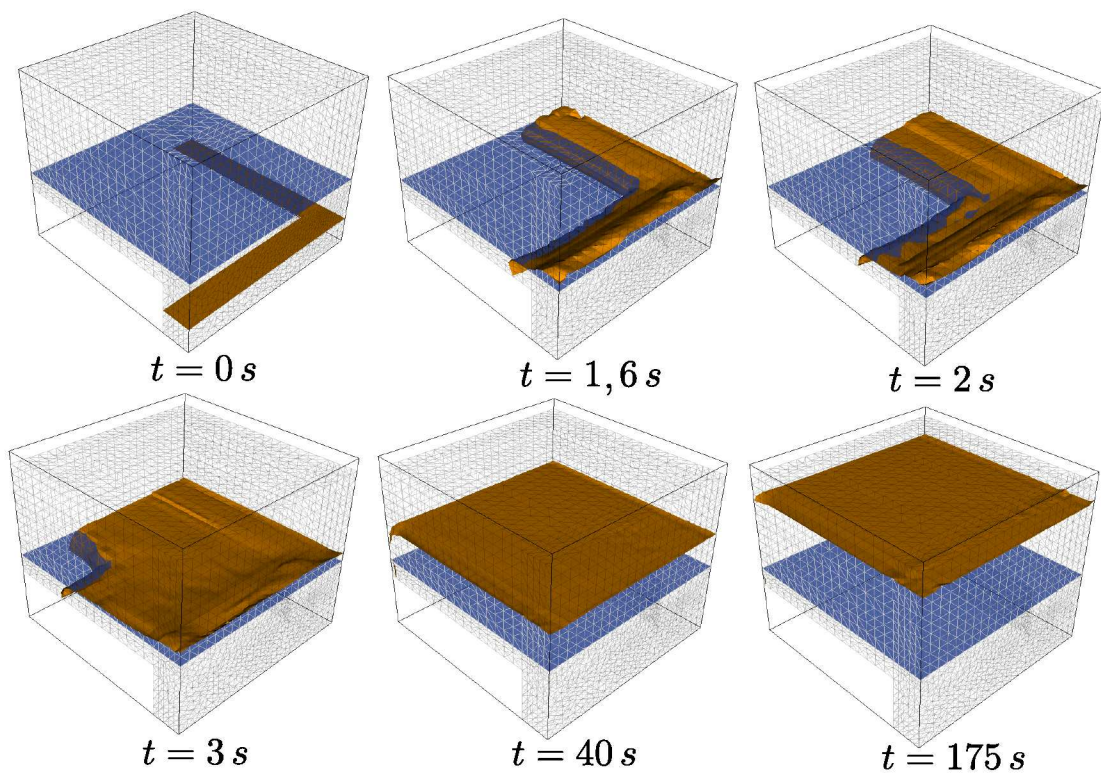 t = 0 s
t = 1, 6 s
t = 2 s
t = 3 s
t = 40 s
t = 175 s